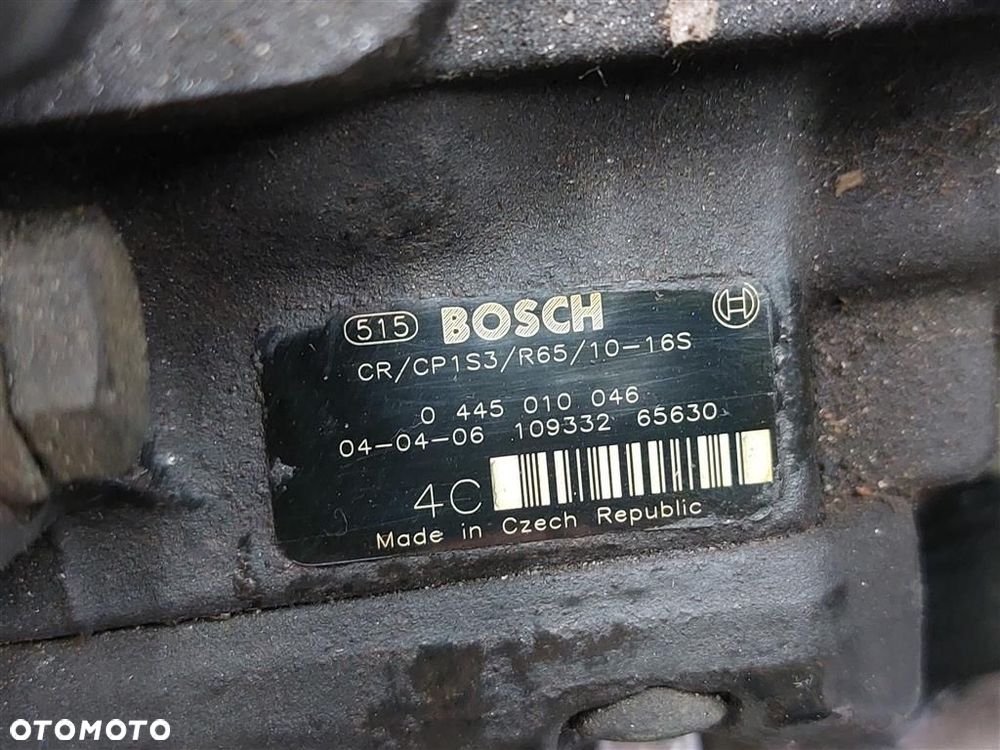 515 BOSCH H
CR/CP1S3/R65/10-16S
0 445 010 046
04-04-06 109332 65630
4C
Made in Czech Republic
OTOMOTO